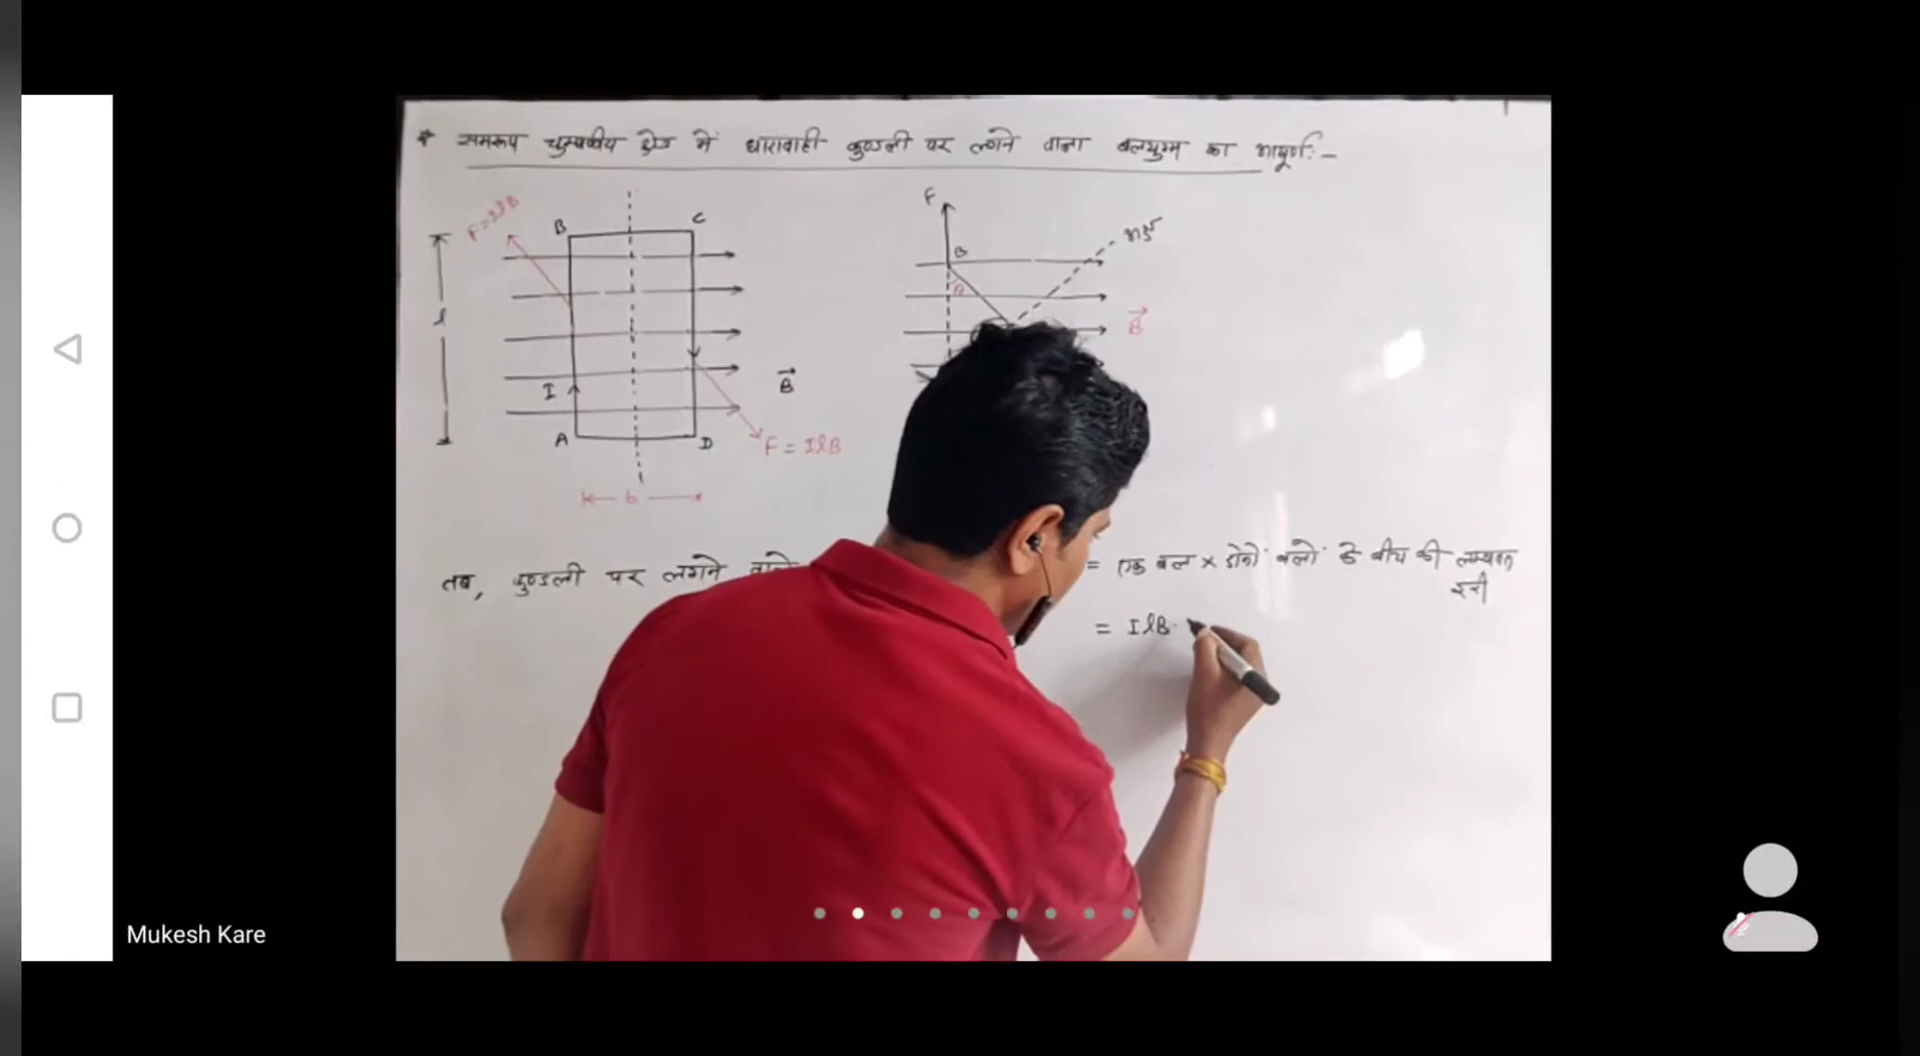 * समरूप चुम्बकीय क्षेत्र में धारावाही कुण्डली पर लगने वाला बलयुग्म का आघूर्ण:-
F=IlB
B
C
l
I
A
D
B⃗
F = IlB
b
F
B
θ
अक्ष
B⃗
तब, कुण्डली पर लगने वाले = एक बल × दोनों बलों के बीच की लम्बवत
दूरी
= IlB·
Mukesh Kare